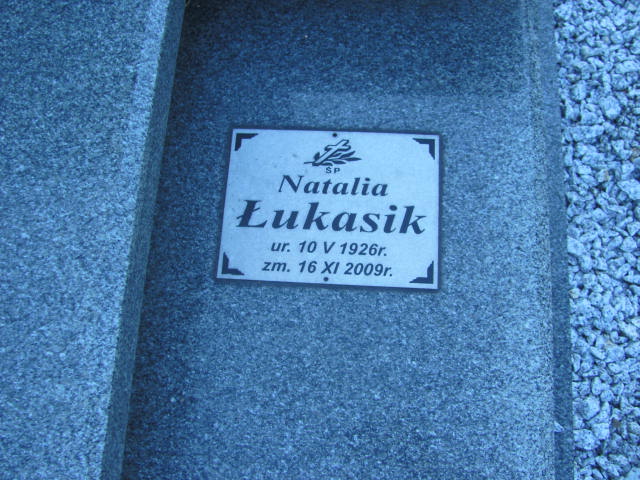 ŚP
Natalia
Łukasik
ur. 10 V 1926r.
zm. 16 XI 2009r.